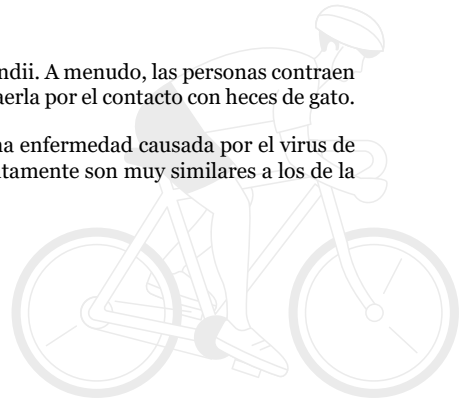 ndii. A menudo, las personas contraen
aerla por el contacto con heces de gato.
na enfermedad causada por el virus de
tamente son muy similares a los de la